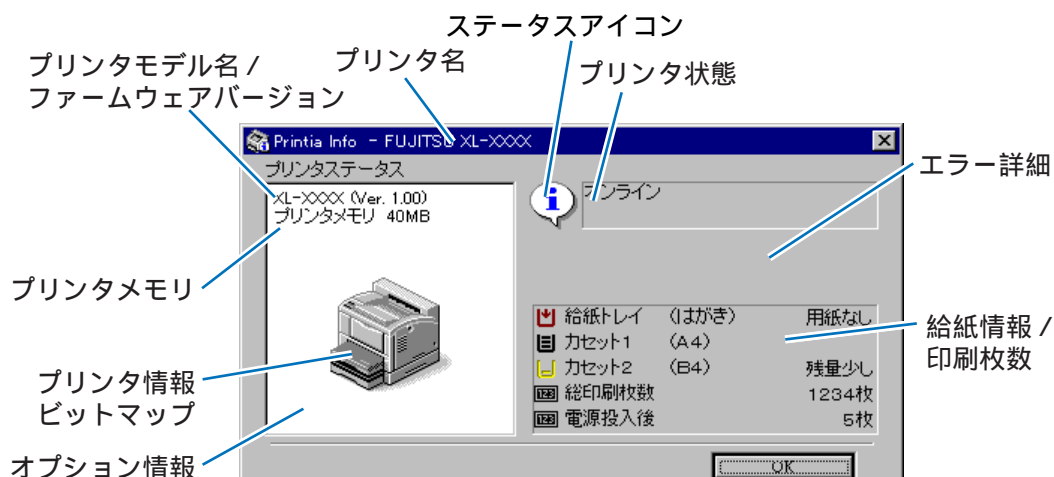 ステータスアイコン
プリンタモデル名 /
ファームウェアバージョン
プリンタ名
プリンタ状態
Printia Info - FUJITSU XL-XXXX
プリンタステータス
XL-XXXX (Ver. 1.00)
プリンタメモリ 40MB
オンライン
エラー詳細
プリンタメモリ
給紙トレイ (はがき) 用紙なし
カセット1 (A4)
カセット2 (B4) 残量少し
総印刷枚数 1234枚
電源投入後 5枚
給紙情報 /
印刷枚数
プリンタ情報
ビットマップ
オプション情報
OK